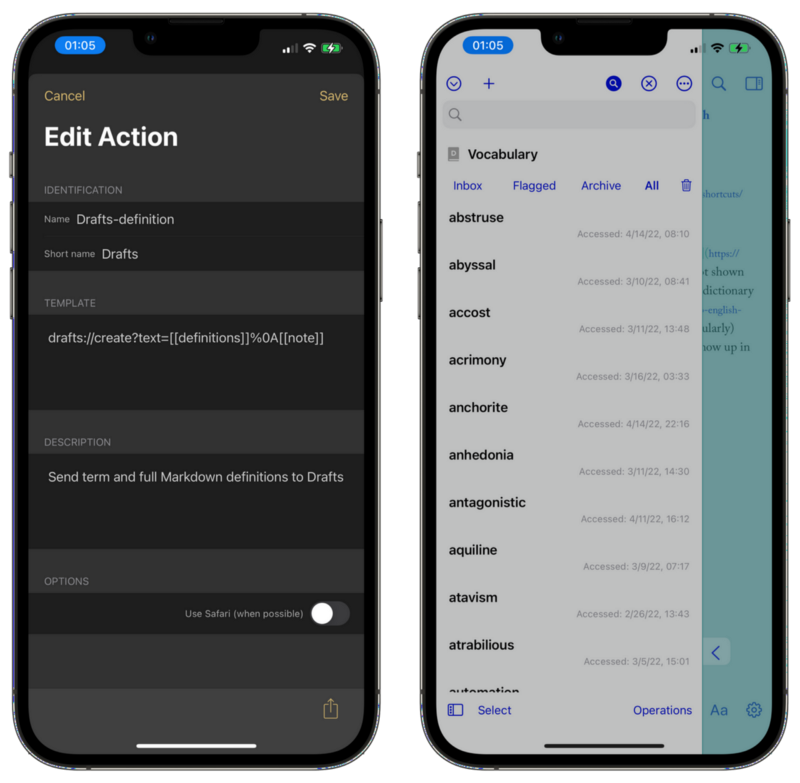 01:05
Cancel
Save
Edit Action
IDENTIFICATION
Name Drafts-definition
Short name Drafts
TEMPLATE
drafts://create?text=[[definitions]]%0A[[note]]
DESCRIPTION
Send term and full Markdown definitions to Drafts
OPTIONS
Use Safari (when possible)
01:05
h
D Vocabulary
Inbox Flagged Archive All
shortcuts/
abstruse
Accessed: 4/14/22, 08:10
abyssal
Accessed: 3/10/22, 08:41
accost
Accessed: 3/11/22, 13:48
acrimony
Accessed: 3/16/22, 03:33
anchorite
Accessed: 4/14/22, 22:16
anhedonia
Accessed: 3/11/22, 14:30
antagonistic
Accessed: 4/11/22, 16:12
aquiline
Accessed: 3/9/22, 07:17
atavism
Accessed: 2/26/22, 13:43
atrabilious
Accessed: 3/5/22, 15:01
automation
](https://
t shown
dictionary
-english-
ularly)
now up in
Select
Operations
Aa